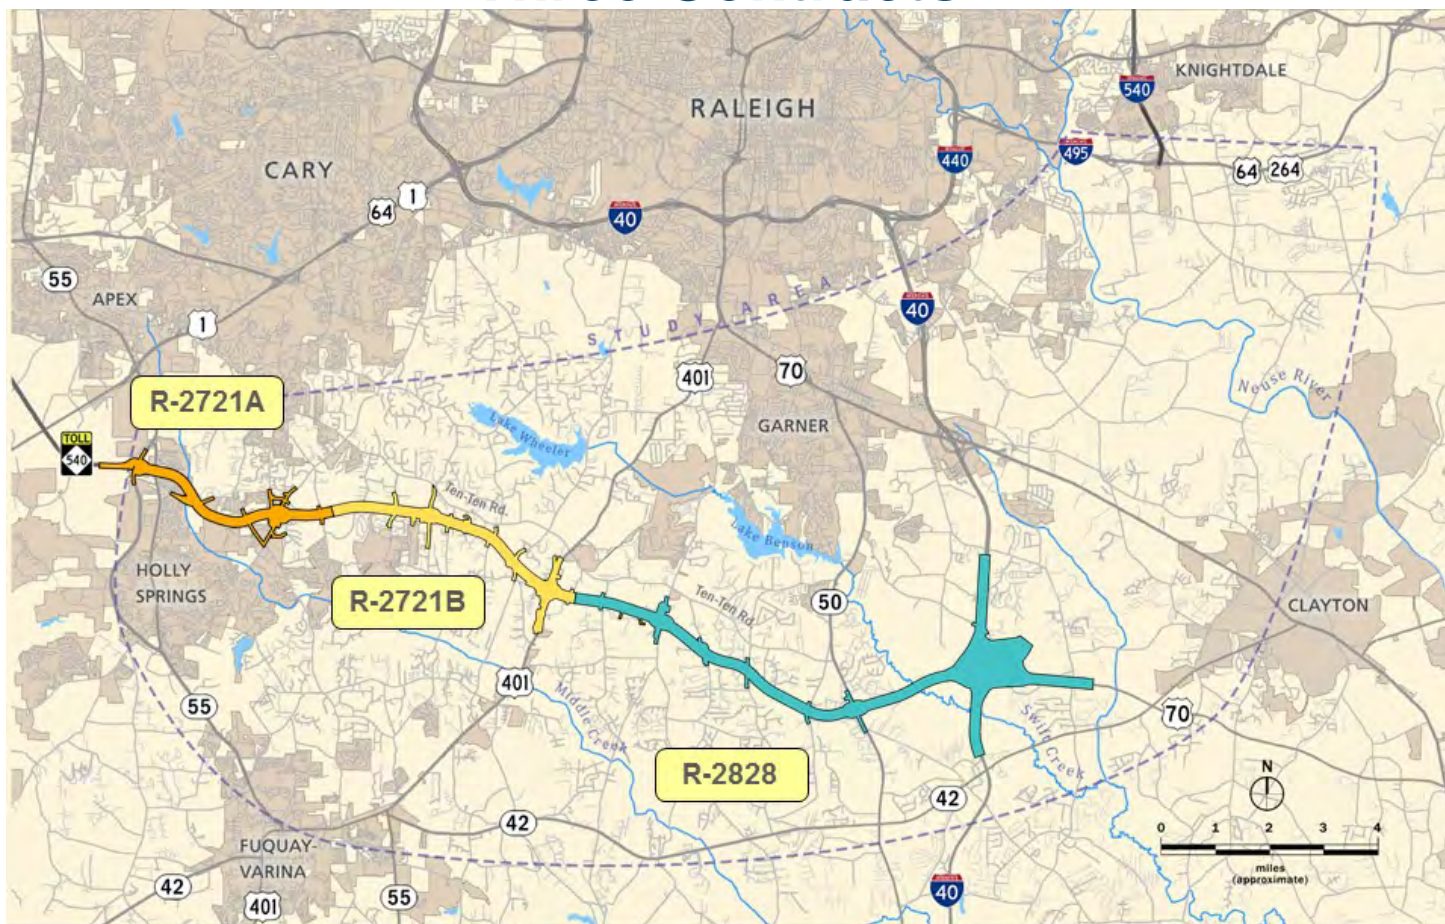 KNIGHTDALE
540
RALEIGH
CARY
440
495
64
264
64
1
40
55
APEX
1
STUDY AREA
40
401
70
Neuse River
R-2721A
GARNER
Lake Wheeler
TOLL
540
Ten-Ten Rd.
Lake Benson
HOLLY
SPRINGS
R-2721B
Ten-Ten Rd.
50
CLAYTON
401
Middle Creek
55
Swift Creek
70
R-2828
N
42
42
0 1 2 3 4
miles
(approximate)
FUQUAY-
VARINA
42
401
55
40